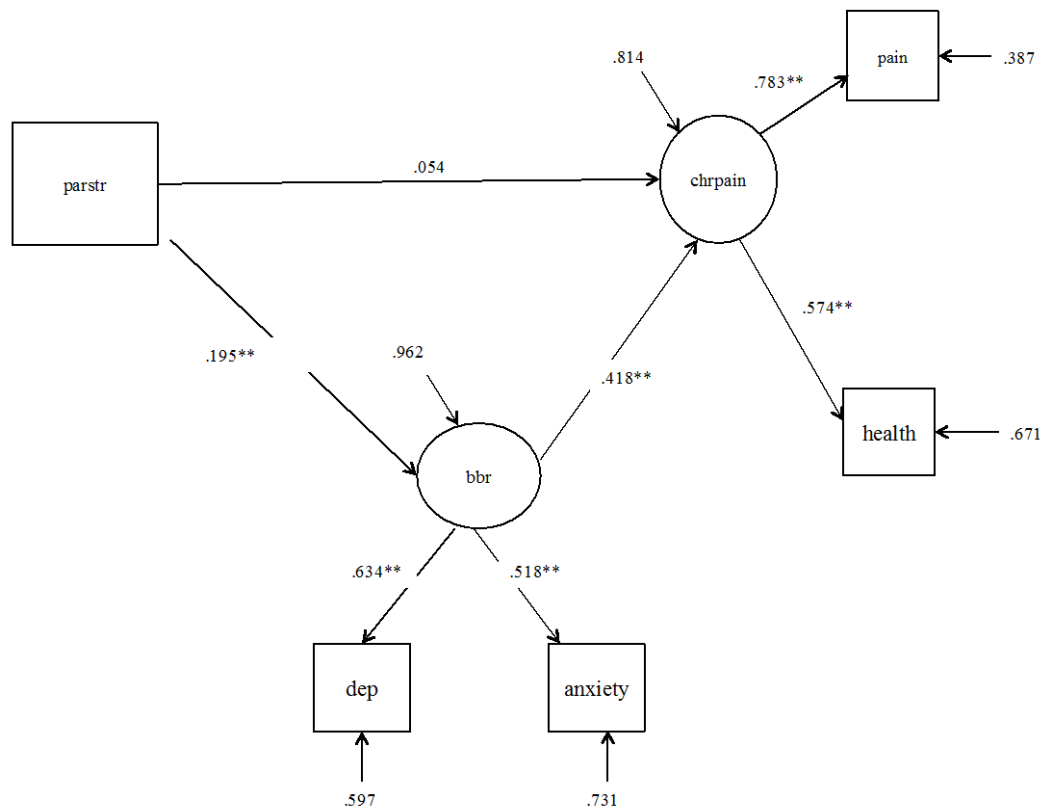 .814
pain
.387
.783**
parstr
.054
chrpain
.574**
.195**
.962
.418**
health
.671
bbr
.634**
.518**
dep
anxiety
.597
.731